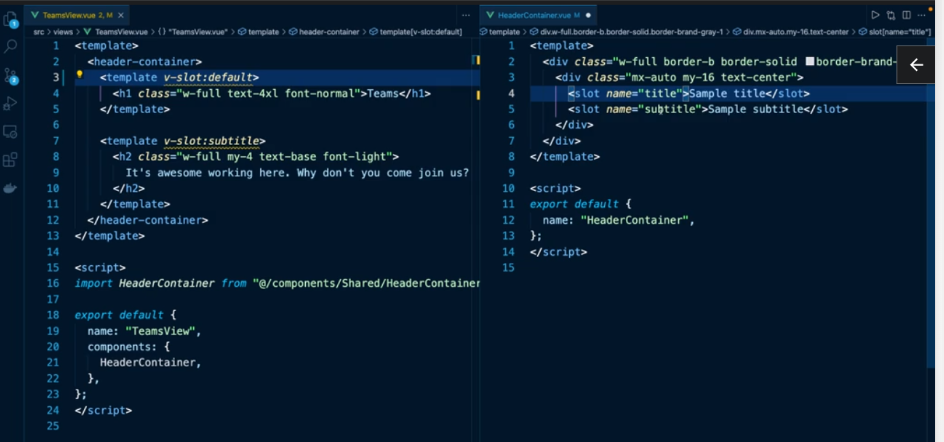 TeamsView.vue 2, M ×
src > views > TeamsView.vue > {} "TeamsView.vue" > template > header-container > template[v-slot:default]
1 <template>
2 <header-container>
3 <template v-slot:default>
4 <h1 class="w-full text-4xl font-normal">Teams</h1>
5 </template>
6
7 <template v-slot:subtitle>
8 <h2 class="w-full my-4 text-base font-light">
9 It's awesome working here. Why don't you come join us?
10 </h2>
11 </template>
12 </header-container>
13 </template>
14
15 <script>
16 import HeaderContainer from "@/components/Shared/HeaderContainer
17
18 export default {
19 name: "TeamsView",
20 components: {
21 HeaderContainer,
22 },
23 };
24 </script>
25
HeaderContainer.vue M ●
template > div.w-full.border-b.border-solid.border-brand-gray-1 > div.mx-auto.my-16.text-center > slot[name="title"]
1 <template>
2 <div class="w-full border-b border-solid border-brand-
3 <div class="mx-auto my-16 text-center">
4 <slot name="title">Sample title</slot>
5 <slot name="subtitle">Sample subtitle</slot>
6 </div>
7 </div>
8 </template>
9
10 <script>
11 export default {
12 name: "HeaderContainer",
13 };
14 </script>
15